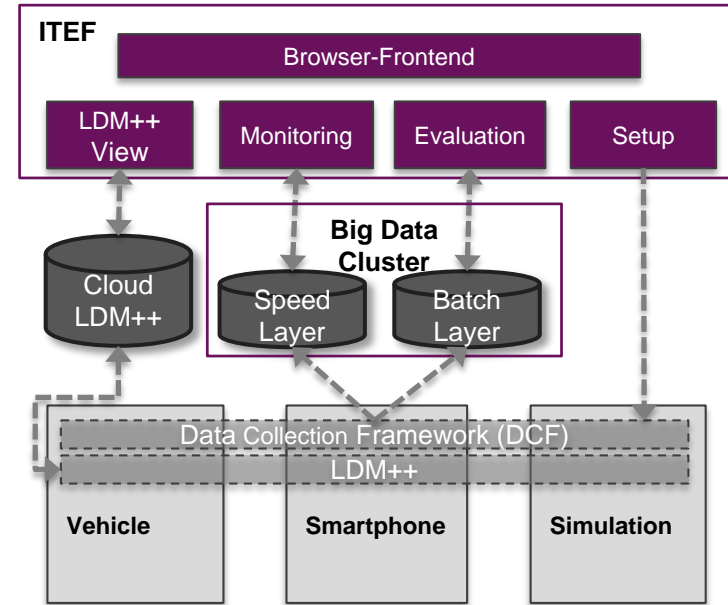 ITEF
Browser-Frontend
LDM++
View
Monitoring
Evaluation
Setup
Big Data
Cluster
Cloud
LDM++
Speed
Layer
Batch
Layer
Data Collection Framework (DCF)
LDM++
Vehicle
Smartphone
Simulation